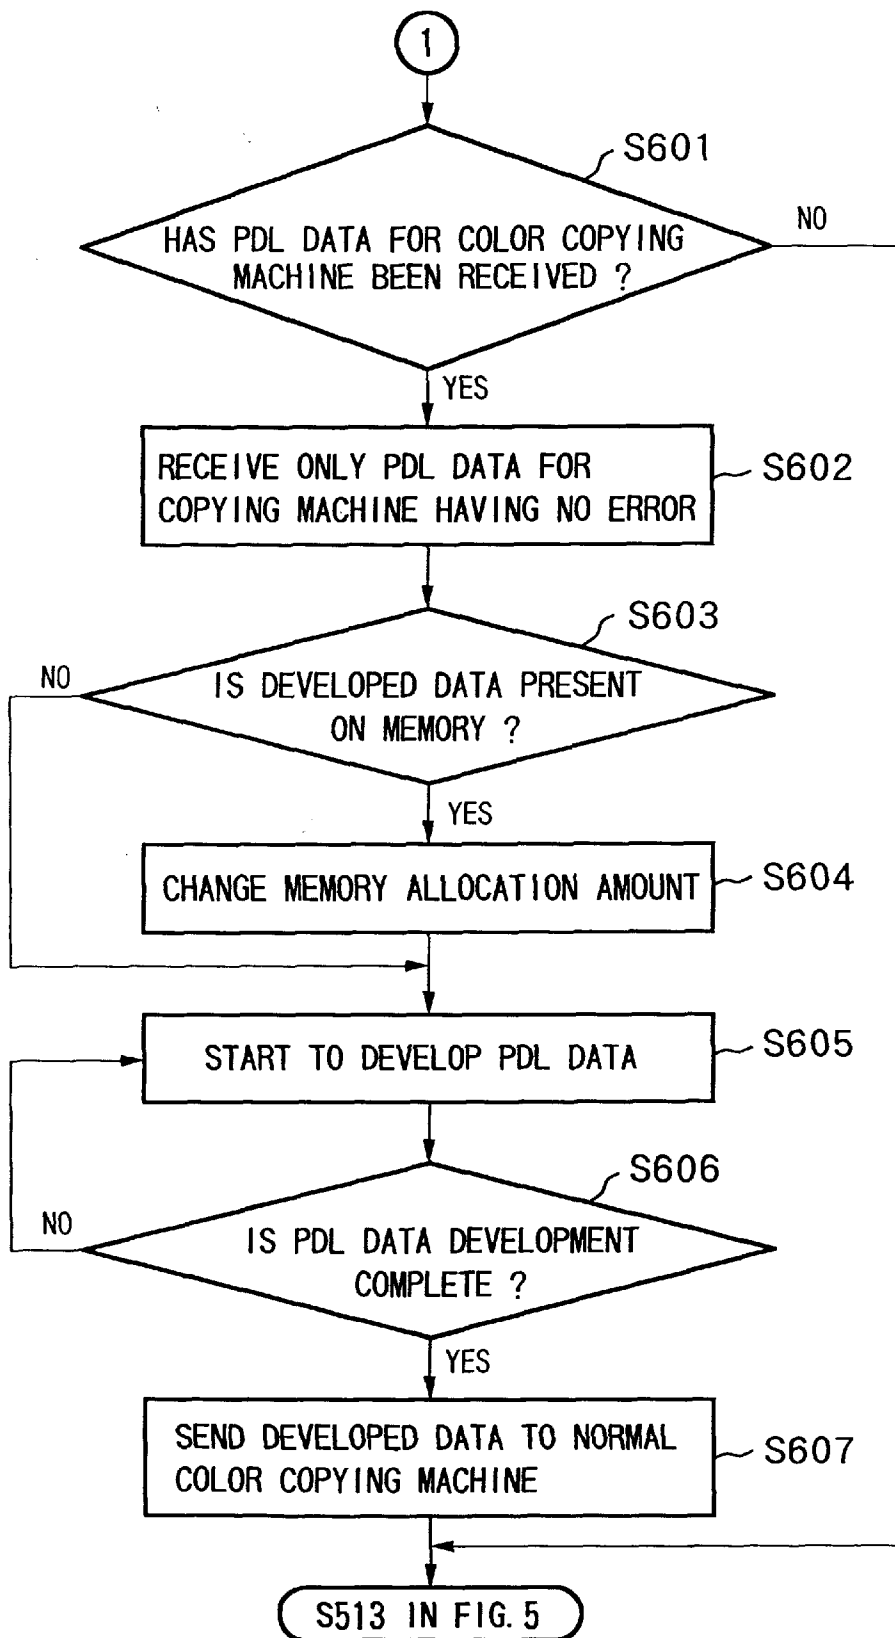 1
S601
HAS PDL DATA FOR COLOR COPYING
MACHINE BEEN RECEIVED ?
NO
YES
RECEIVE ONLY PDL DATA FOR
COPYING MACHINE HAVING NO ERROR
S602
S603
NO
IS DEVELOPED DATA PRESENT
ON MEMORY ?
YES
CHANGE MEMORY ALLOCATION AMOUNT
S604
START TO DEVELOP PDL DATA
S605
S606
NO
IS PDL DATA DEVELOPMENT
COMPLETE ?
YES
SEND DEVELOPED DATA TO NORMAL
COLOR COPYING MACHINE
S607
S513 IN FIG. 5